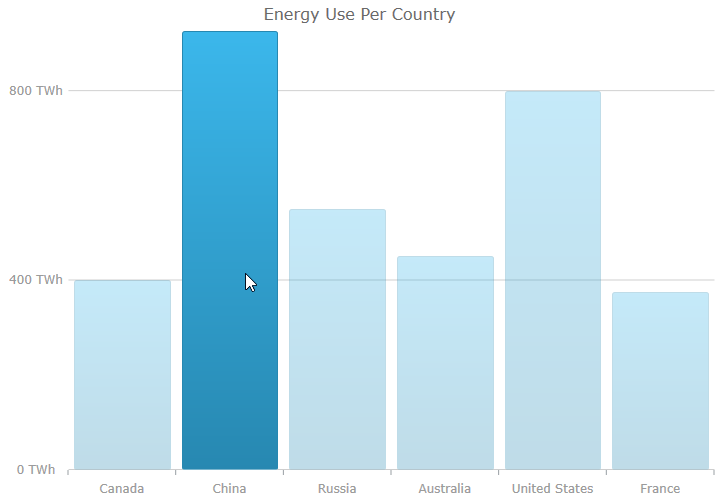 Energy Use Per Country
800 TWh
400 TWh
0 TWh
Canada China Russia Australia United States France